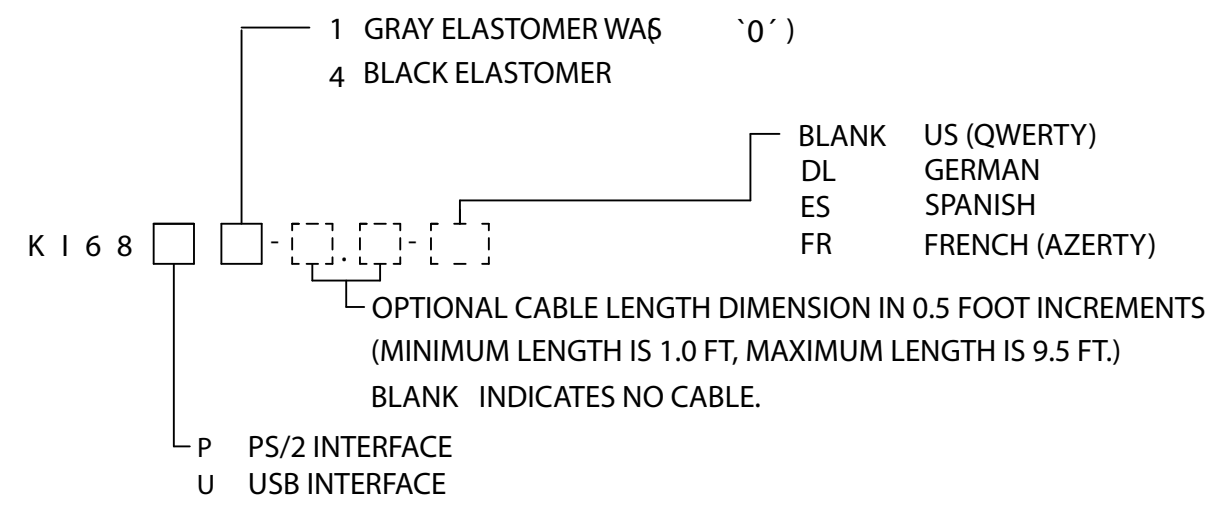 1 GRAY ELASTOMER WAS( `0´ )
4 BLACK ELASTOMER
BLANK US (QWERTY)
DL GERMAN
ES SPANISH
FR FRENCH (AZERTY)
K I 6 8 - . -
OPTIONAL CABLE LENGTH DIMENSION IN 0.5 FOOT INCREMENTS
(MINIMUM LENGTH IS 1.0 FT, MAXIMUM LENGTH IS 9.5 FT.)
BLANK INDICATES NO CABLE.
P PS/2 INTERFACE
U USB INTERFACE